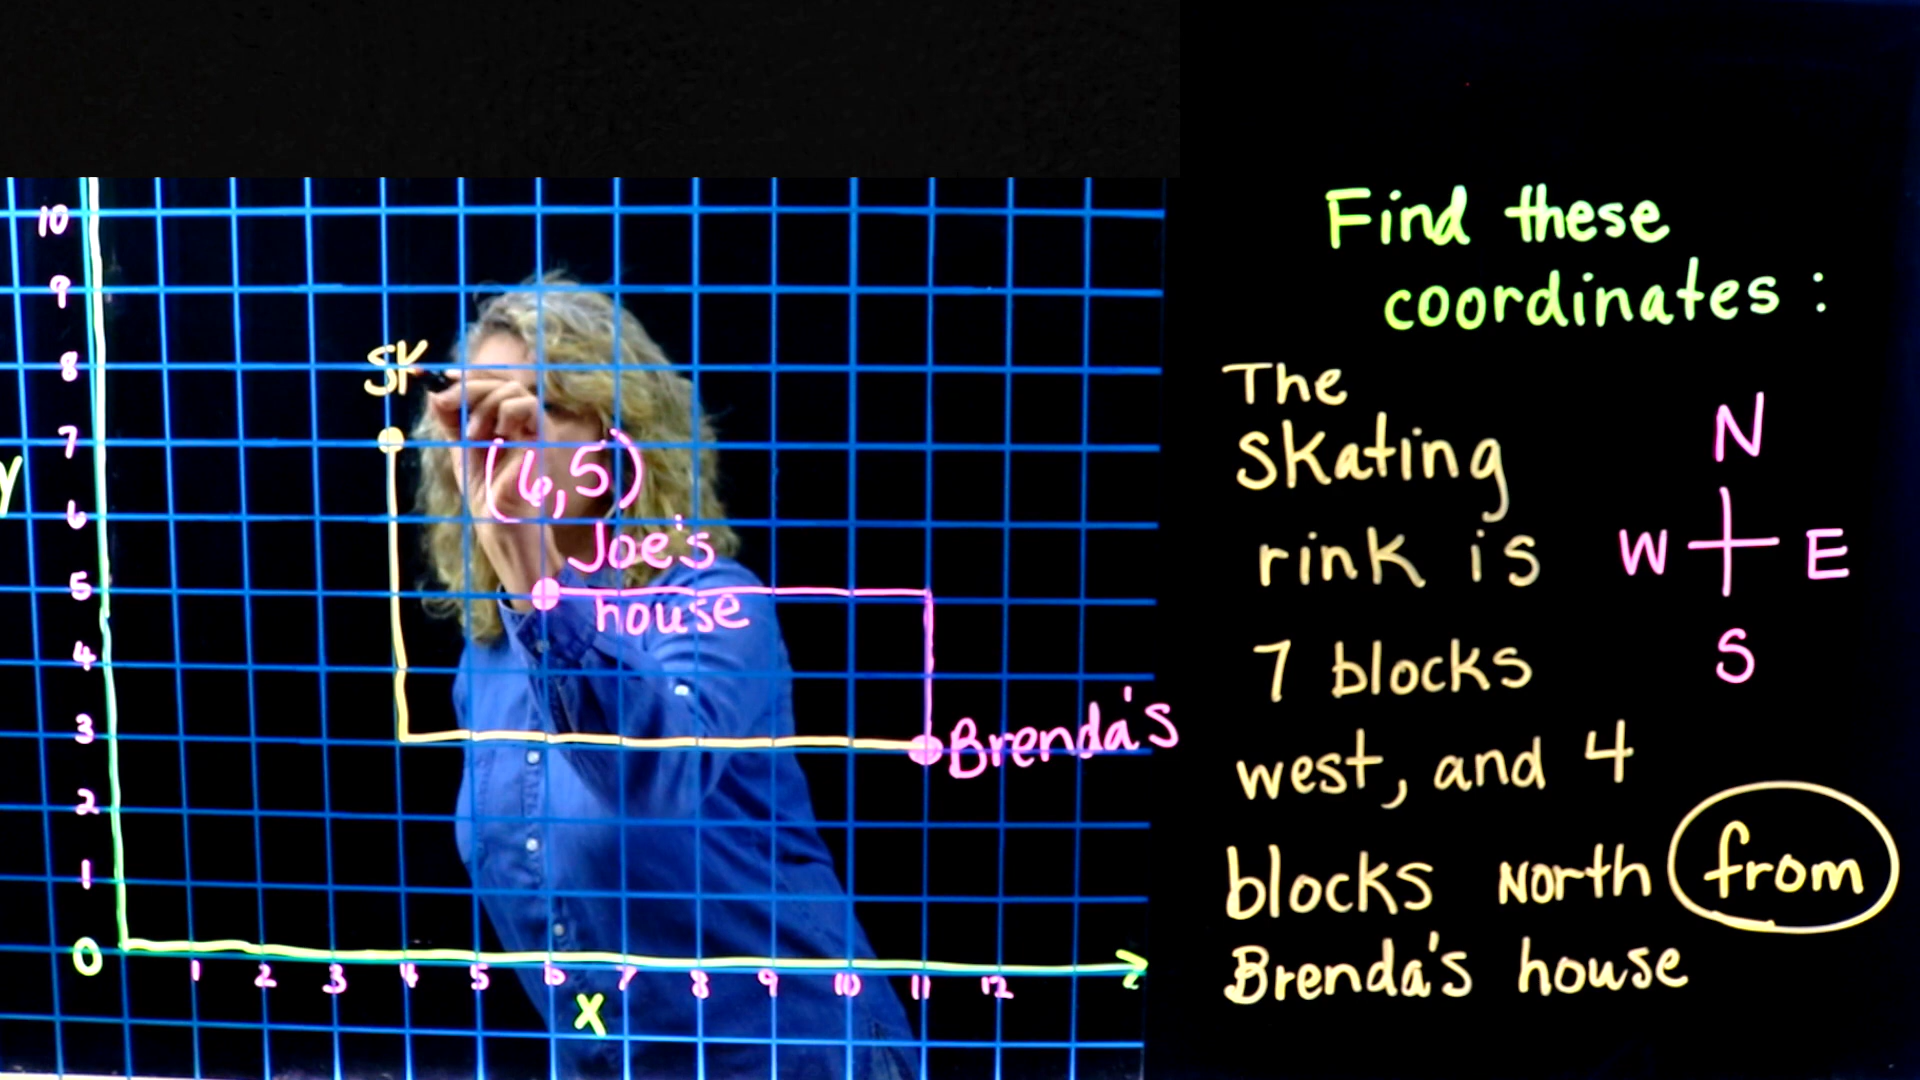 10
9
8
7
6
5
4
3
2
1
0
y
SK
(6,5)
Joe's
house
Brenda's
1 2 3 4 5 6 7 8 9 10 11 12
x
Find these
coordinates:
The
Skating
rink is
7 blocks
west, and 4
blocks North from
Brenda's house
N
W E
S